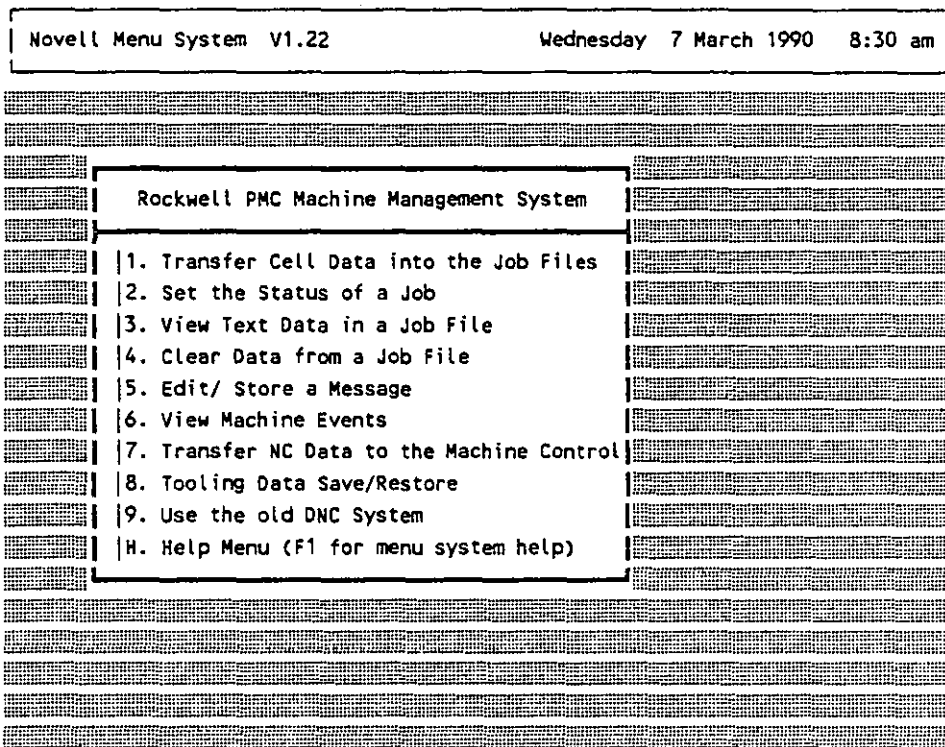 Novell Menu System V1.22 Wednesday 7 March 1990 8:30 am
Rockwell PMC Machine Management System
1. Transfer Cell Data into the Job Files
2. Set the Status of a Job
3. View Text Data in a Job File
4. Clear Data from a Job File
5. Edit/ Store a Message
6. View Machine Events
7. Transfer NC Data to the Machine Control
8. Tooling Data Save/Restore
9. Use the old DNC System
H. Help Menu (F1 for menu system help)